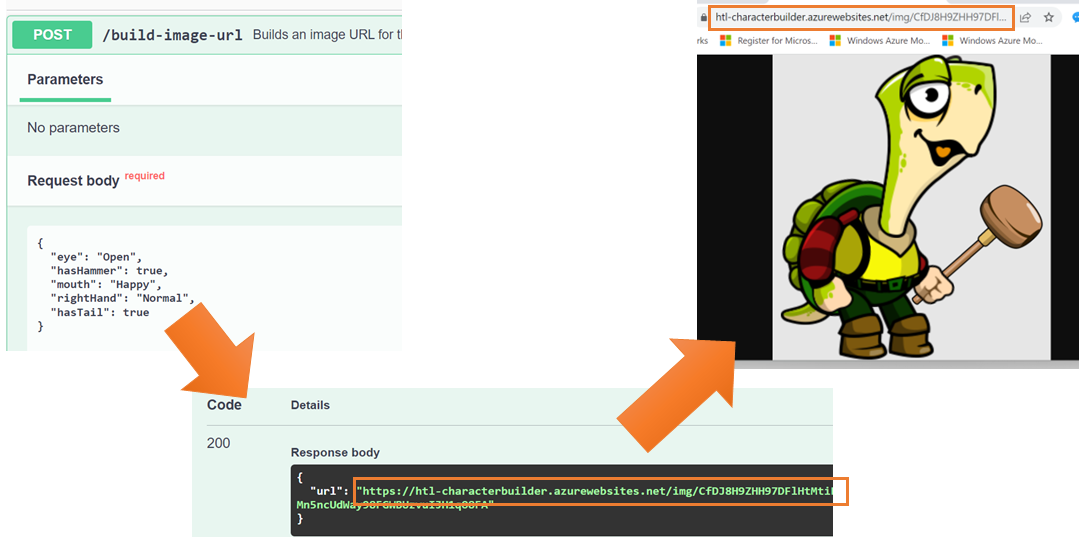 POST /build-image-url Builds an image URL for
Parameters
No parameters
Request body required
{
"eye": "Open",
"hasHammer": true,
"mouth": "Happy",
"rightHand": "Normal",
"hasTail": true
}
htl-characterbuilder.azurewebsites.net/img/CfDJ8H9ZHH97DFl...
rks Register for Micros... Windows Azure Mo... Windows Azure Mo...
Code Details
200
Response body
{
"url": "https://htl-characterbuilder.azurewebsites.net/img/CfDJ8H9ZHH97DFlHtMti
}